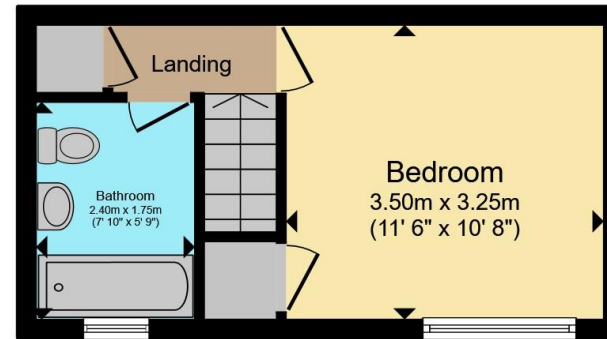 Landing
Bedroom
3.50m x 3.25m
(11' 6" x 10' 8")
Bathroom
2.40m x 1.75m
(7' 10" x 5' 9")